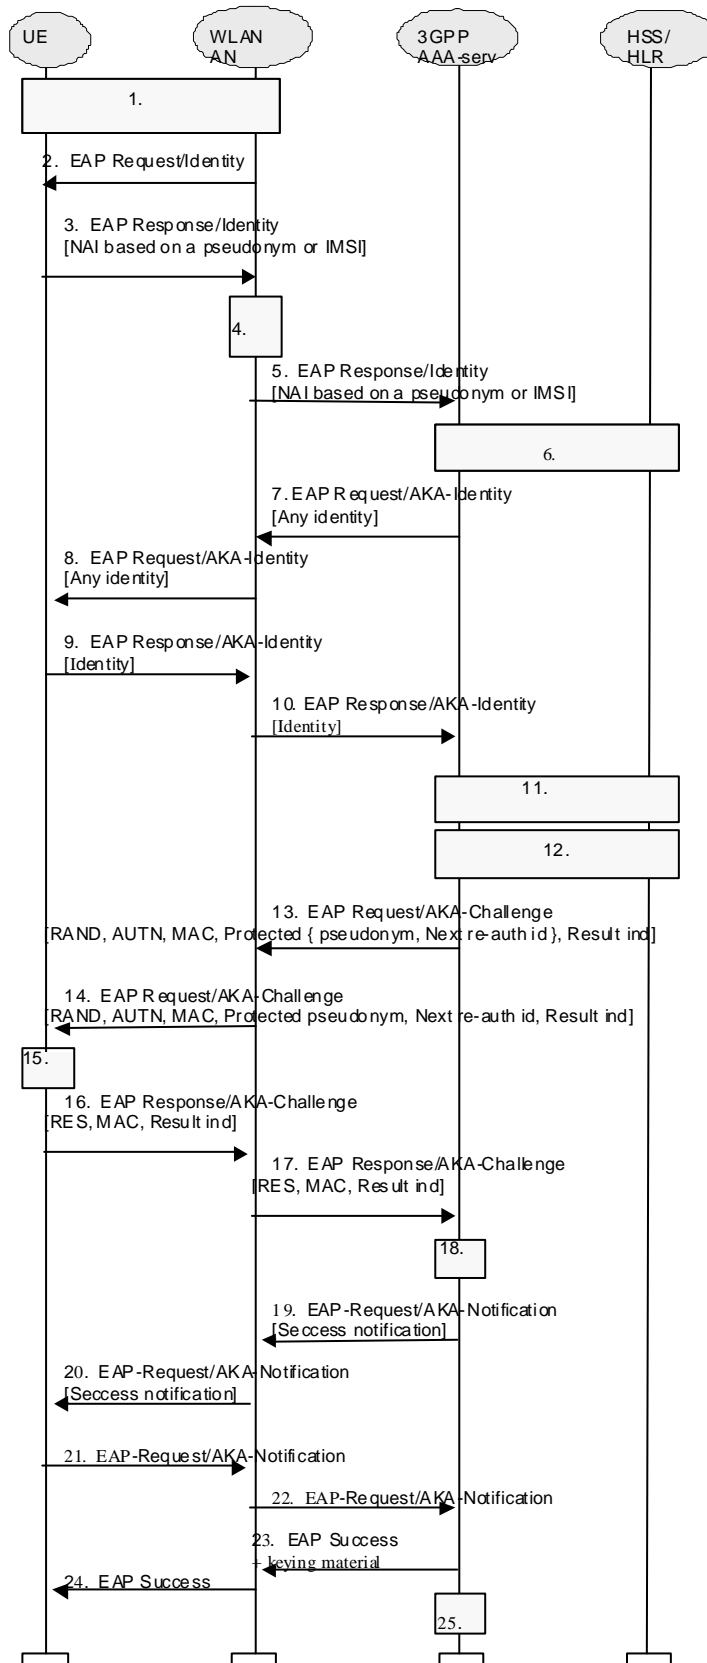 UE
WLAN
AN
3GPP
AAA-serv
HSS/
HLR
1.
2. EAP Request/Identity
3. EAP Response/Identity
[NAI based on a pseudonym or IMSI]
4.
5. EAP Response/Identity
[NAI based on a pseudonym or IMSI]
6.
7. EAP Request/AKA-Identity
[Any identity]
8. EAP Request/AKA-Identity
[Any identity]
9. EAP Response/AKA-Identity
[Identity]
10. EAP Response/AKA-Identity
[Identity]
11.
12.
13. EAP Request/AKA-Challenge
[RAND, AUTN, MAC, Protected { pseudonym, Next re-auth id }, Result ind]
14. EAP Request/AKA-Challenge
[RAND, AUTN, MAC, Protected pseudonym, Next re-auth id, Result ind]
15.
16. EAP Response/AKA-Challenge
[RES, MAC, Result ind]
17. EAP Response/AKA-Challenge
[RES, MAC, Result ind]
18.
19. EAP-Request/AKA-Notification
[Seccess notification]
20. EAP-Request/AKA-Notification
[Seccess notification]
21. EAP-Request/AKA-Notification
22. EAP-Request/AKA-Notification
23. EAP Success
+ keying material
24. EAP Success
25.